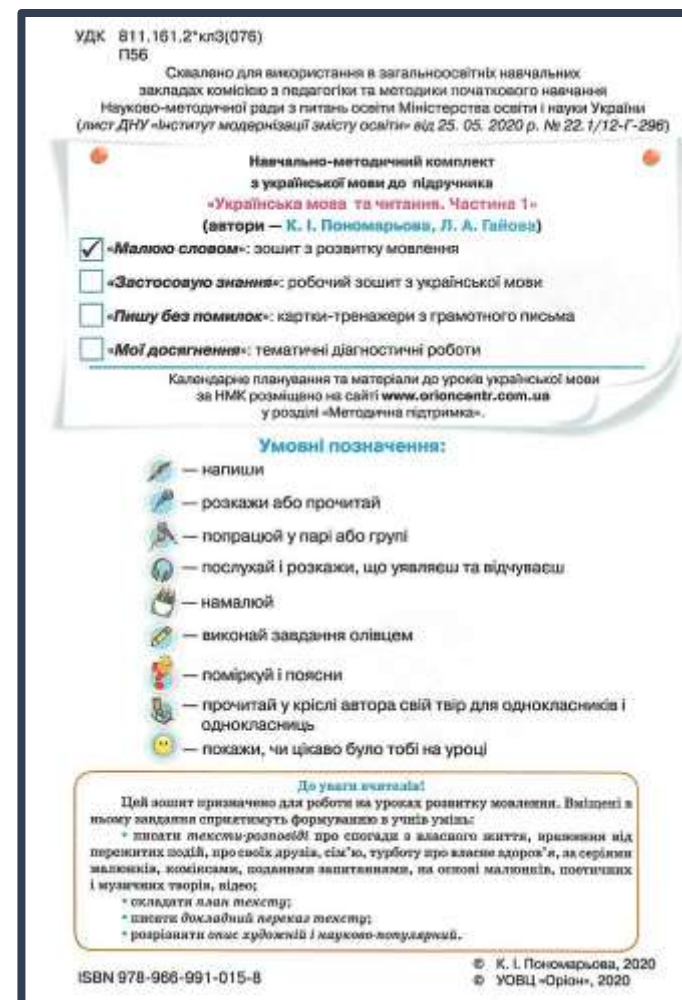 УДК 811.161.2*кл3(076)
П56
Схвалено для використання в загальноосвітніх навчальних
закладах комісією з педагогіки та методики початкового навчання
Науково-методичної ради з питань освіти Міністерства освіти і науки України
(лист ДНУ «Інститут модернізації змісту освіти» від 25. 05. 2020 р. № 22.1/12-Г-296)
Навчально-методичний комплект
з української мови до підручника
«Українська мова та читання. Частина 1»
(автори — К. І. Пономарьова, Л. А. Гайова)
«Малюю словом»: зошит з розвитку мовлення
«Застосовую знання»: робочий зошит з української мови
«Пишу без помилок»: картки-тренажери з грамотного письма
«Мої досягнення»: тематичні діагностичні роботи
Календарне планування та матеріали до уроків української мови
за НМК розміщено на сайті www.orioncentr.com.ua
у розділі «Методична підтримка».
Умовні позначення:
— напиши
— розкажи або прочитай
— попрацюй у парі або групі
— послухай і розкажи, що уявляєш та відчуваєш
— намалюй
— виконай завдання олівцем
— поміркуй і поясни
— прочитай у кріслі автора свій твір для однокласників і
однокласниць
— покажи, чи цікаво було тобі на уроці
До уваги вчителів!
Цей зошит призначено для роботи на уроках розвитку мовлення. Вміщені в
ньому завдання сприятимуть формуванню в учнів умінь:
• писати тексти-розповіді про спогади з власного життя, враження від
пережитих подій, про своїх друзів, сім’ю, турботу про власне здоров’я, за серіями
малюнків, коміксами, поданими запитаннями, на основі малюнків, поетичних
і музичних творів, відео;
• складати план тексту;
• писати докладний переказ тексту;
• розрізняти опис художній і науково-популярний.
ISBN 978-966-991-015-8
© К. І. Пономарьова, 2020
© УОВЦ «Оріон», 2020